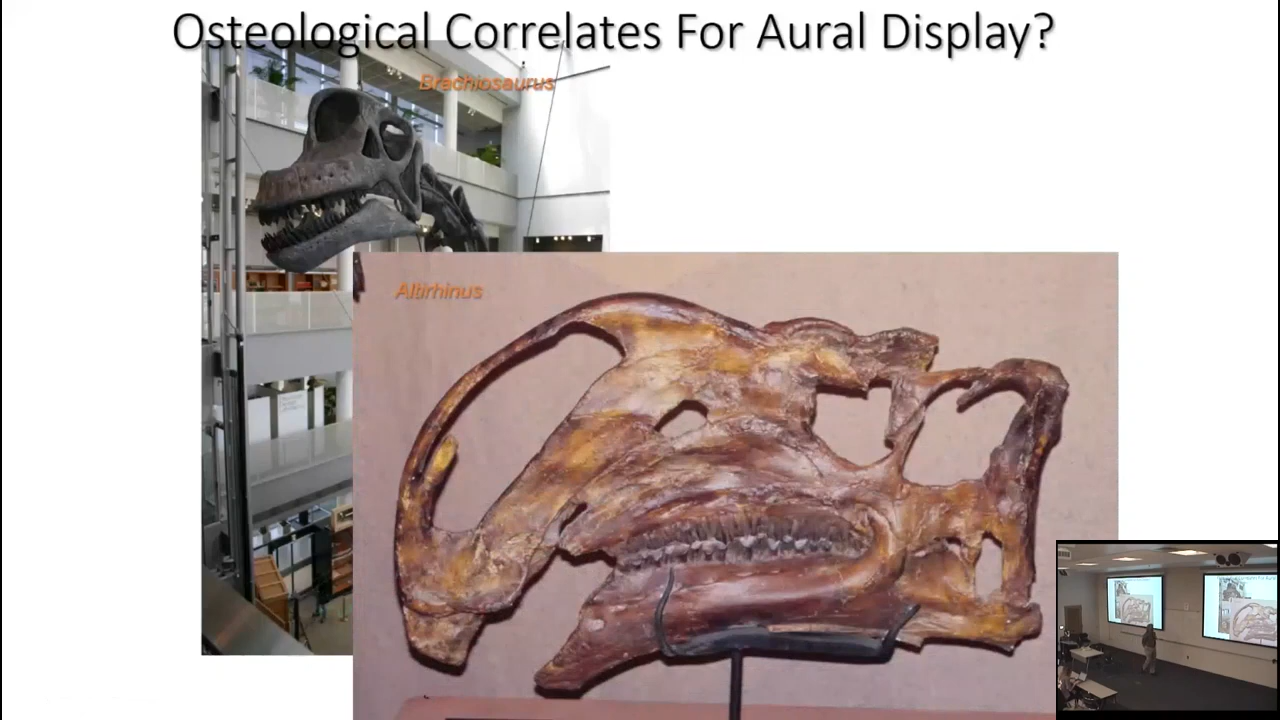 Osteological Correlates For Aural Display?
Brachiosaurus
Altirhinus